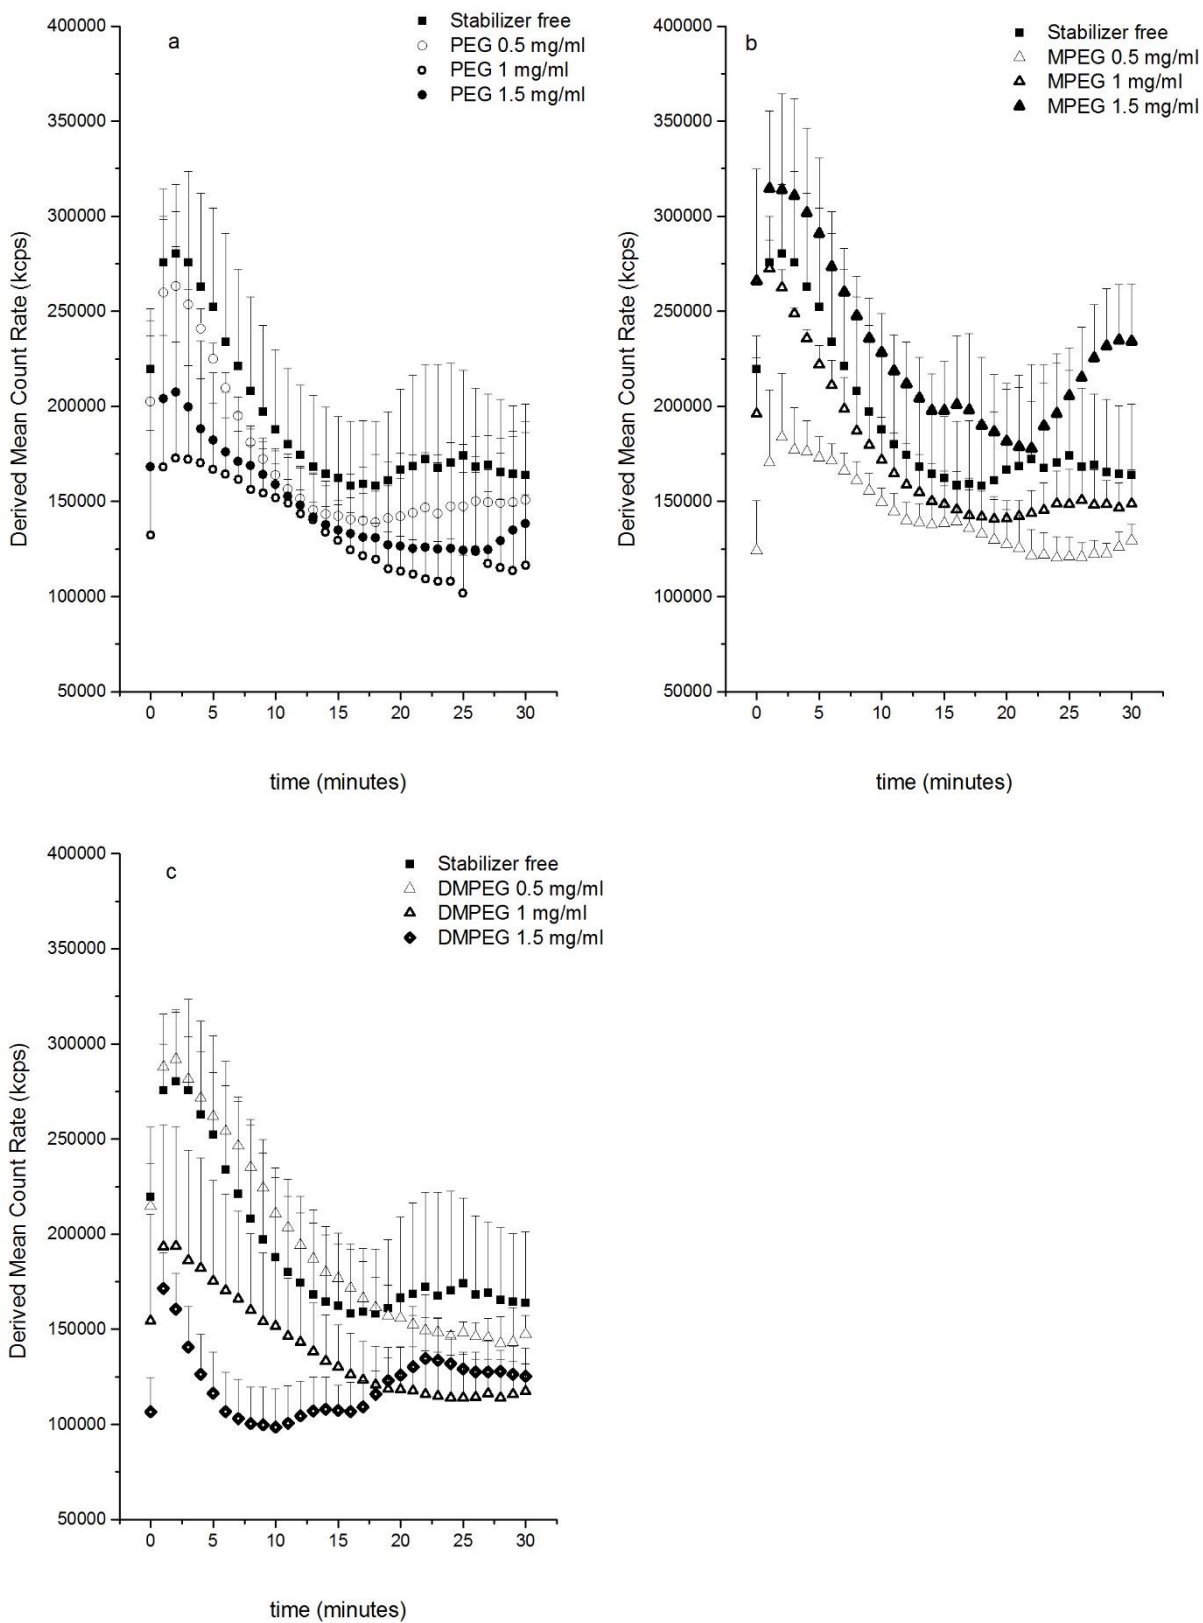 400000
350000
300000
250000
200000
150000
100000
50000
Derived Mean Count Rate (kcps)
a
Stabilizer free
PEG 0.5 mg/ml
PEG 1 mg/ml
PEG 1.5 mg/ml
0 5 10 15 20 25 30
time (minutes)
400000
350000
300000
250000
200000
150000
100000
50000
Derived Mean Count Rate (kcps)
b
Stabilizer free
MPEG 0.5 mg/ml
MPEG 1 mg/ml
MPEG 1.5 mg/ml
0 5 10 15 20 25 30
time (minutes)
400000
350000
300000
250000
200000
150000
100000
50000
Derived Mean Count Rate (kcps)
c
Stabilizer free
DMPEG 0.5 mg/ml
DMPEG 1 mg/ml
DMPEG 1.5 mg/ml
0 5 10 15 20 25 30
time (minutes)